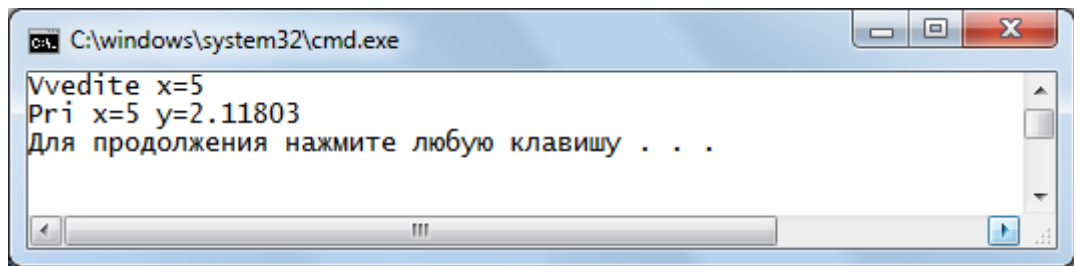 C:\windows\system32\cmd.exe
Vvedite x=5
Pri x=5 y=2.11803
Для продолжения нажмите любую клавишу . . .